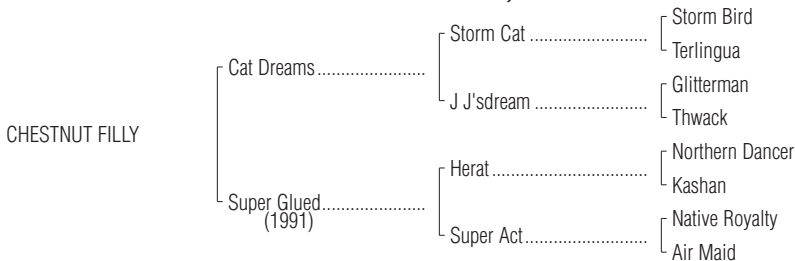 Storm Bird
Storm Cat ........................
Terlingua
Cat Dreams......................
Glitterman
J J'sdream .......................
Thwack
CHESTNUT FILLY
Northern Dancer
Herat................................
Kashan
Super Glued.....................
(1991)
Native Royalty
Super Act.........................
Air Maid